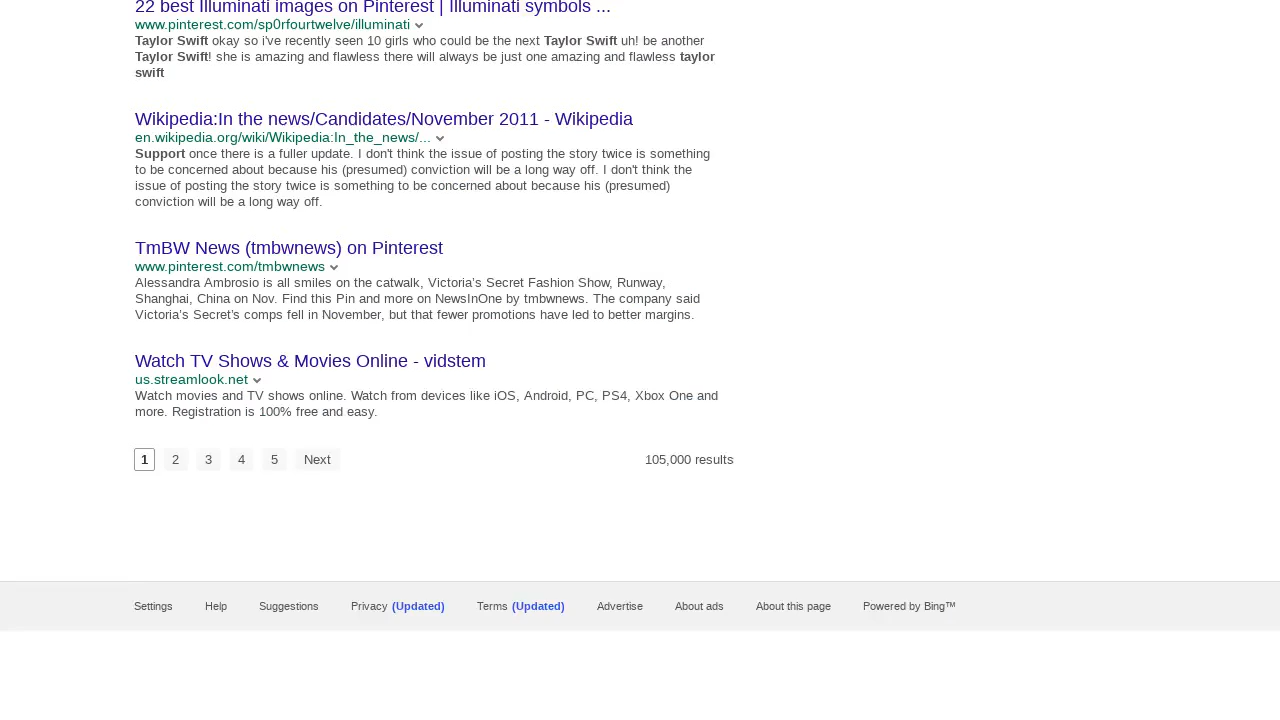 22 best Illuminati images on Pinterest | Illuminati symbols ...
www.pinterest.com/sp0rfourtwelve/illuminati
Taylor Swift okay so i've recently seen 10 girls who could be the next Taylor Swift uh! be another
Taylor Swift! she is amazing and flawless there will always be just one amazing and flawless taylor
swift
Wikipedia:In the news/Candidates/November 2011 - Wikipedia
en.wikipedia.org/wiki/Wikipedia:In_the_news/...
Support once there is a fuller update. I don't think the issue of posting the story twice is something
to be concerned about because his (presumed) conviction will be a long way off. I don't think the
issue of posting the story twice is something to be concerned about because his (presumed)
conviction will be a long way off.
TmBW News (tmbwnews) on Pinterest
www.pinterest.com/tmbwnews
Alessandra Ambrosio is all smiles on the catwalk, Victoria’s Secret Fashion Show, Runway,
Shanghai, China on Nov. Find this Pin and more on NewsInOne by tmbwnews. The company said
Victoria’s Secret's comps fell in November, but that fewer promotions have led to better margins.
Watch TV Shows & Movies Online - vidstem
us.streamlook.net
Watch movies and TV shows online. Watch from devices like iOS, Android, PC, PS4, Xbox One and
more. Registration is 100% free and easy.
1 2 3 4 5 Next 105,000 results
Settings Help Suggestions Privacy (Updated) Terms (Updated) Advertise About ads About this page Powered by Bing™